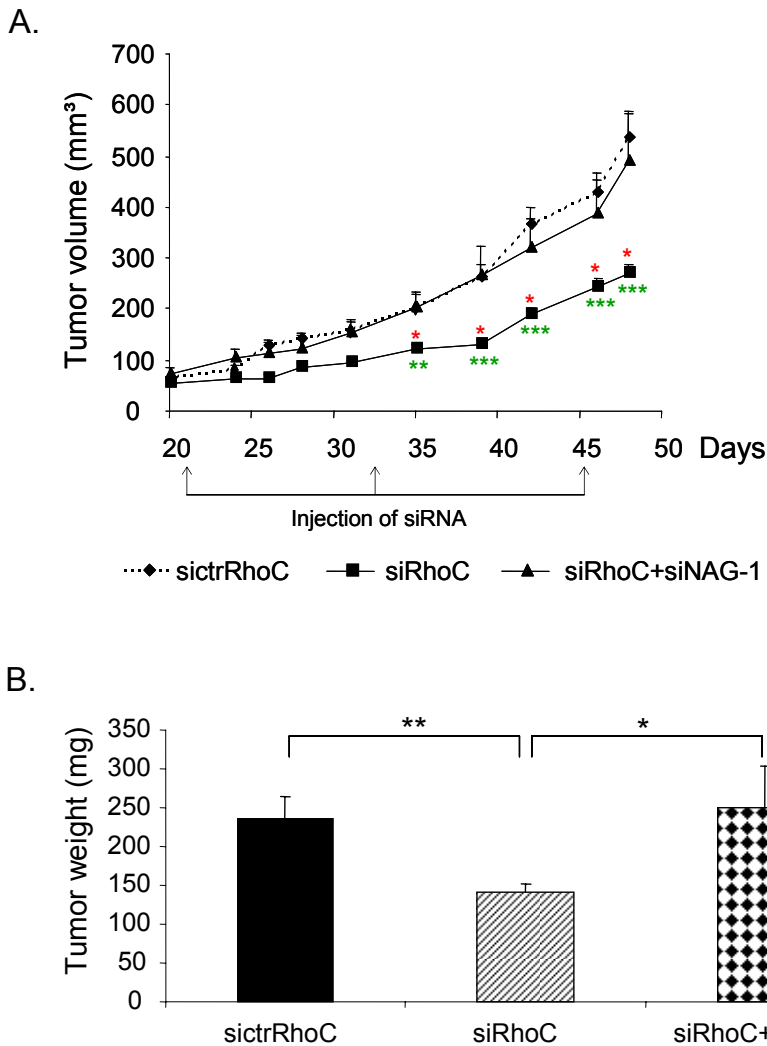 A.
Tumor volume (mm³)
700
600
500
400
300
200
100
0
* * * * *
** *** *** *** ***
20 25 30 35 40 45 50 Days
Injection of siRNA
sictrRhoC siRhoC siRhoC+siNAG-1
B.
Tumor weight (mg)
350
300
250
200
150
100
50
0
** *
sictrRhoC siRhoC siRhoC+